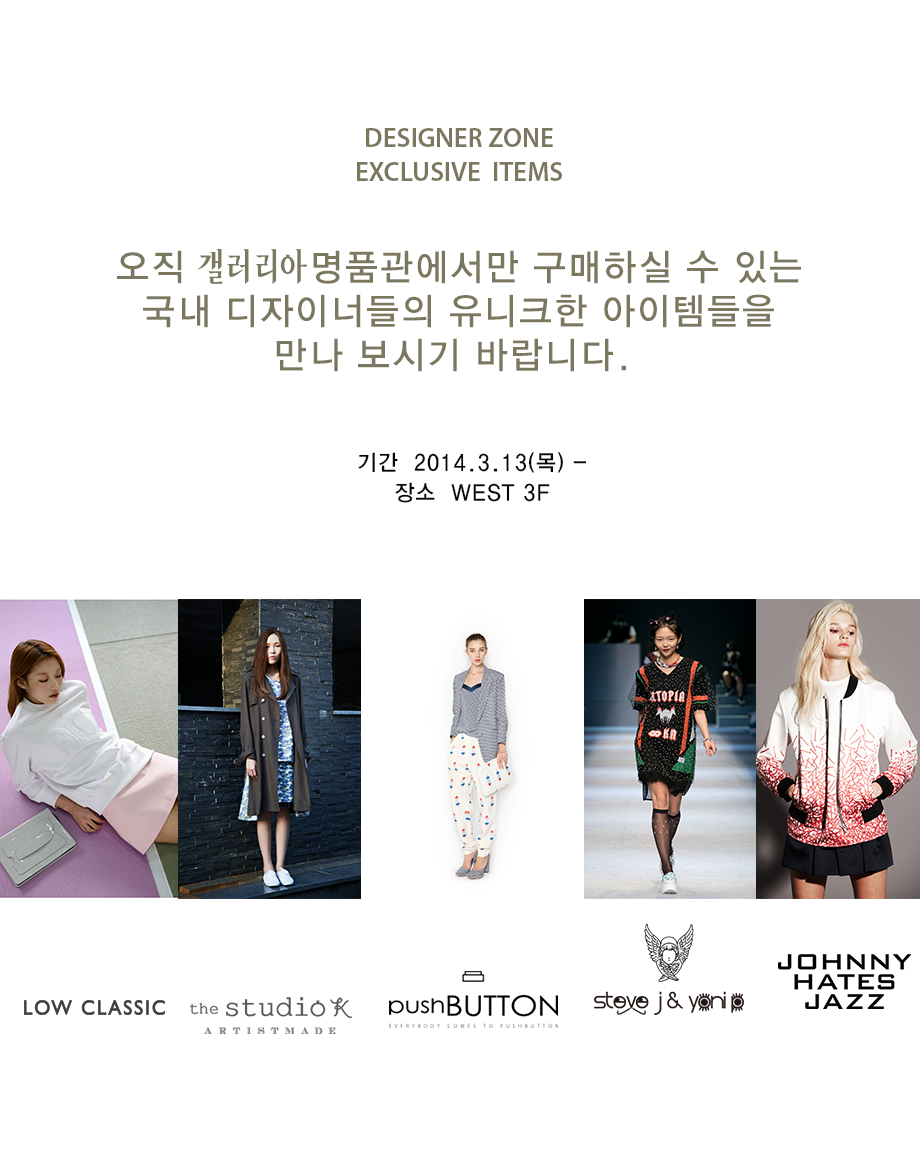 DESIGNER ZONE
EXCLUSIVE ITEMS
오직 갤러리아명품관에서만 구매하실 수 있는
국내 디자이너들의 유니크한 아이템들을
만나 보시기 바랍니다.
기간 2014.3.13(목) –
장소 WEST 3F
LOW CLASSIC
the studio K
ARTISTMADE
pushBUTTON
EVERYBODY COMES TO PUSHBUTTON
steve j & yoni p
JOHNNY
HATES
JAZZ